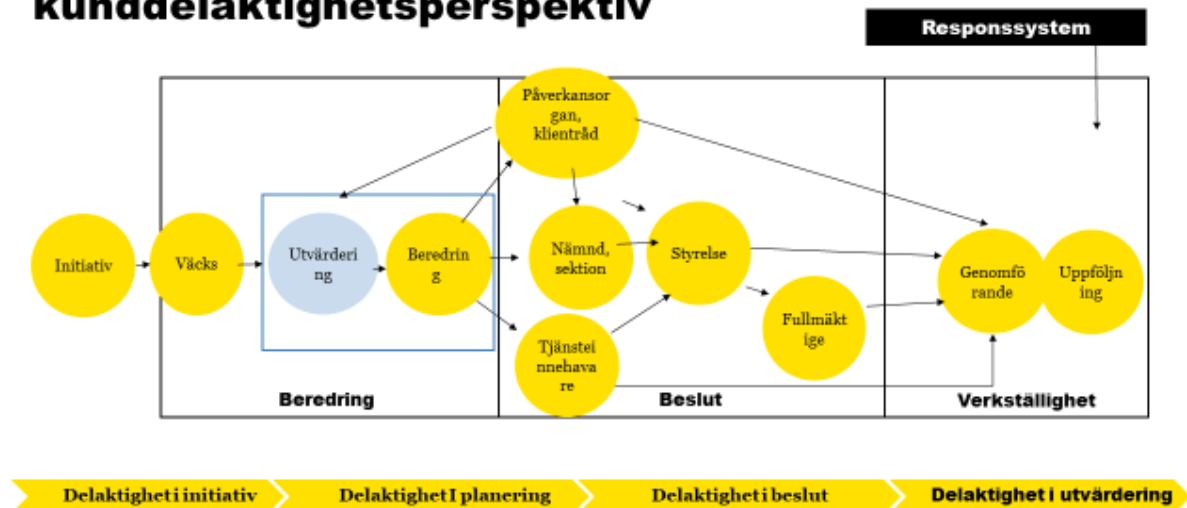 kunddelaktighetsperspektiv
Responssystem
Påverkansor
gan,
klientråd
Initiativ
Väcks
Utvärderi
ng
Beredrin
g
Nämnd,
sektion
Styrelse
Tjänstei
nnehava
re
Fullmäkt
ige
Genomfö
rande
Uppföljn
ing
Beredring
Beslut
Verkställighet
Delaktighet i initiativ
Delaktighet I planering
Delaktighet i beslut
Delaktighet i utvärdering